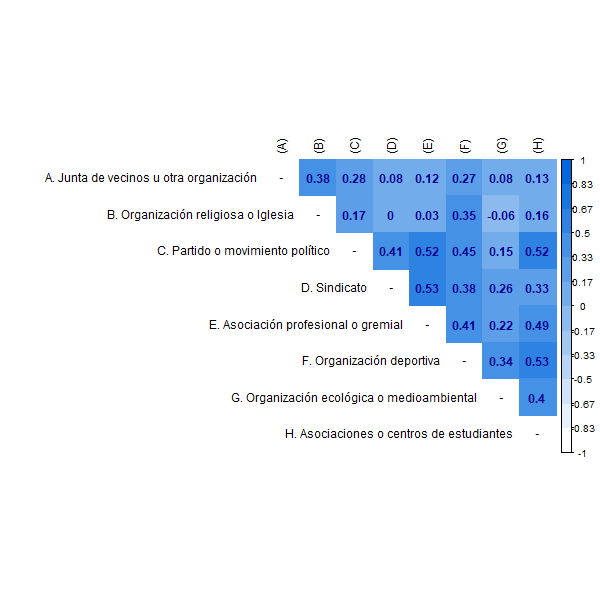 (A) (B) (C) (D) (E) (F) (G) (H)
A. Junta de vecinos u otra organización - 0.38 0.28 0.08 0.12 0.27 0.08 0.13
B. Organización religiosa o Iglesia - 0.17 0 0.03 0.35 -0.06 0.16
C. Partido o movimiento político - 0.41 0.52 0.45 0.15 0.52
D. Sindicato - 0.53 0.38 0.26 0.33
E. Asociación profesional o gremial - 0.41 0.22 0.49
F. Organización deportiva - 0.34 0.53
G. Organización ecológica o medioambiental - 0.4
H. Asociaciones o centros de estudiantes -
1
0.83
0.67
0.5
0.33
0.17
0
-0.17
-0.33
-0.5
-0.67
-0.83
-1